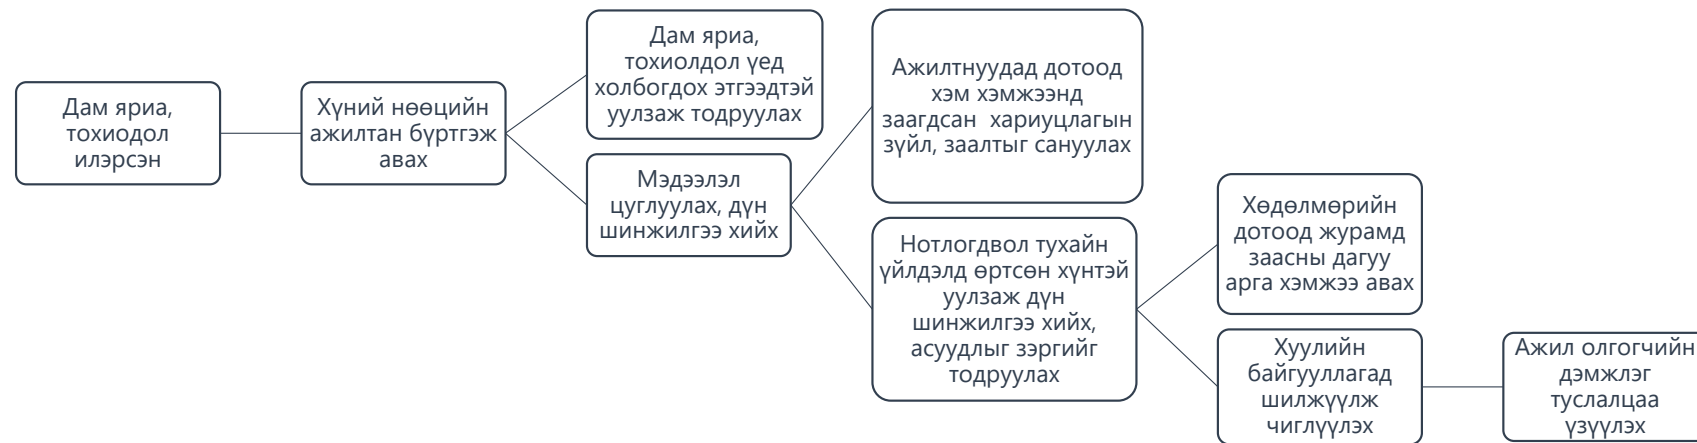 Дам яриа,
тохиодол
илэрсэн
Хүний нөөцийн
ажилтан бүртгэж
авах
Дам яриа,
тохиолдол үед
холбогдох этгээдтэй
уулзаж тодруулах
Мэдээлэл
цуглуулах, дүн
шинжилгээ хийх
Ажилтнуудад дотоод
хэм хэмжээнд
заагдсан хариуцлагын
зүйл, заалтыг сануулах
Нотлогдвол тухайн
үйлдэлд өртсөн хүнтэй
уулзаж дүн
шинжилгээ хийх,
асуудлыг зэргийг
тодруулах
Хөдөлмөрийн
дотоод журамд
заасны дагуу
арга хэмжээ авах
Хуулийн
байгууллагад
шилжүүлж
чиглүүлэх
Ажил олгогчийн
дэмжлэг
туслалцаа
үзүүлэх